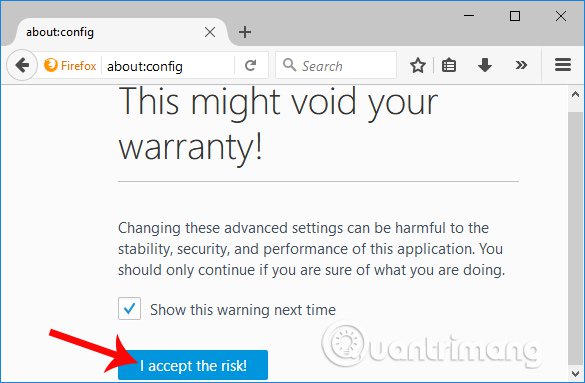 about:config
Firefox about:config Search
This might void your
warranty!
Changing these advanced settings can be harmful to the
stability, security, and performance of this application. You
should only continue if you are sure of what you are doing.
Show this warning next time
I accept the risk!
Quantrimang